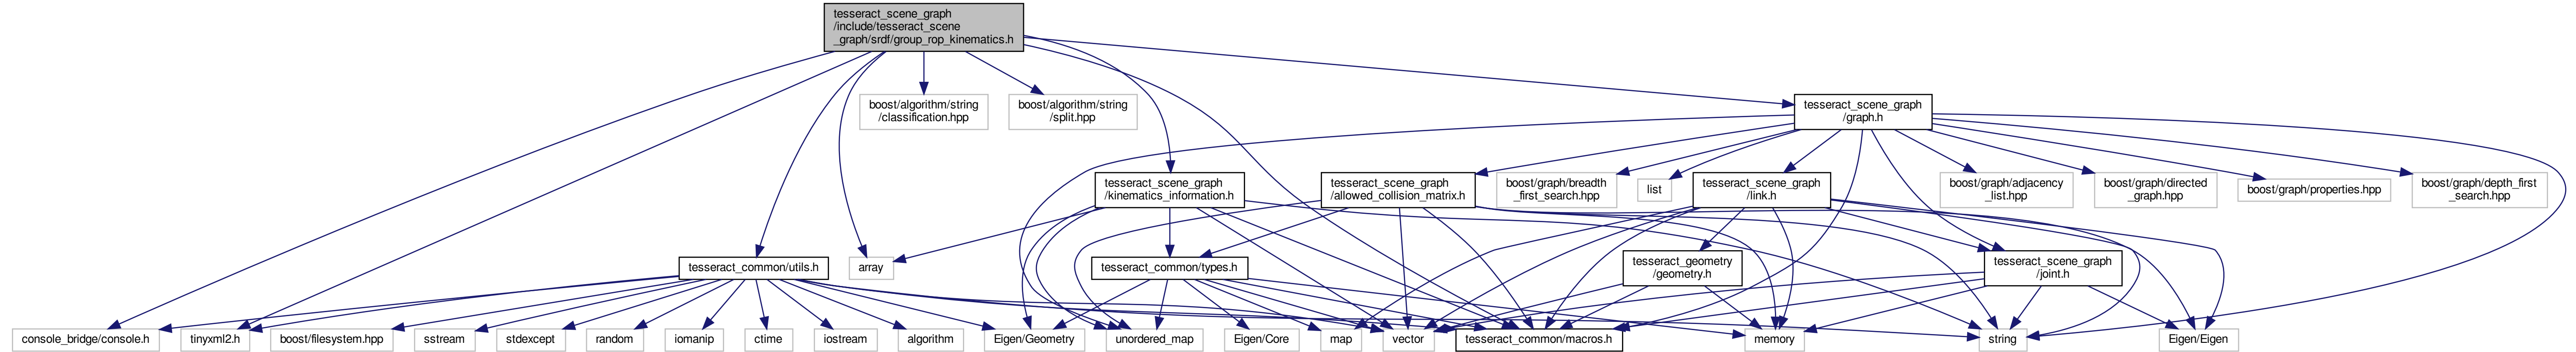 tesseract_scene_graph
/include/tesseract_scene
_graph/srdf/group_rop_kinematics.h
boost/algorithm/string
/classification.hpp
boost/algorithm/string
/split.hpp
tesseract_scene_graph
/graph.h
tesseract_scene_graph
/kinematics_information.h
tesseract_scene_graph
/allowed_collision_matrix.h
boost/graph/breadth
_first_search.hpp
list
tesseract_scene_graph
/link.h
boost/graph/adjacency
_list.hpp
boost/graph/directed
_graph.hpp
boost/graph/properties.hpp
boost/graph/depth_first
_search.hpp
tesseract_common/utils.h
array
tesseract_common/types.h
tesseract_geometry
/geometry.h
tesseract_scene_graph
/joint.h
console_bridge/console.h
tinyxml2.h
boost/filesystem.hpp
sstream
stdexcept
random
iomanip
ctime
iostream
algorithm
Eigen/Geometry
unordered_map
Eigen/Core
map
vector
tesseract_common/macros.h
memory
string
Eigen/Eigen